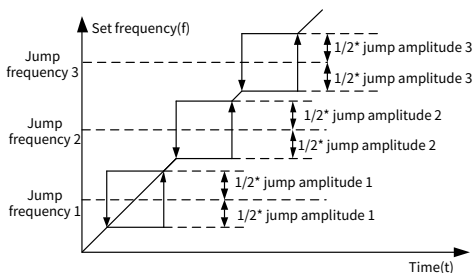 Set frequency(f)
Jump
frequency 3
1/2* jump amplitude 3
1/2* jump amplitude 3
Jump
frequency 2
1/2* jump amplitude 2
1/2* jump amplitude 2
Jump
frequency 1
1/2* jump amplitude 1
1/2* jump amplitude 1
Time(t)